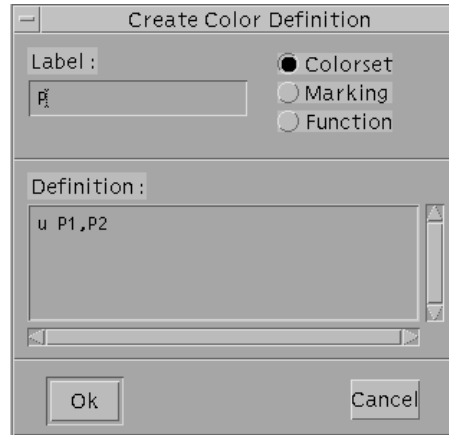 Create Color Definition
Label :
Colorset
P
Marking
Function
Definition :
u P1,P2
Ok
Cancel